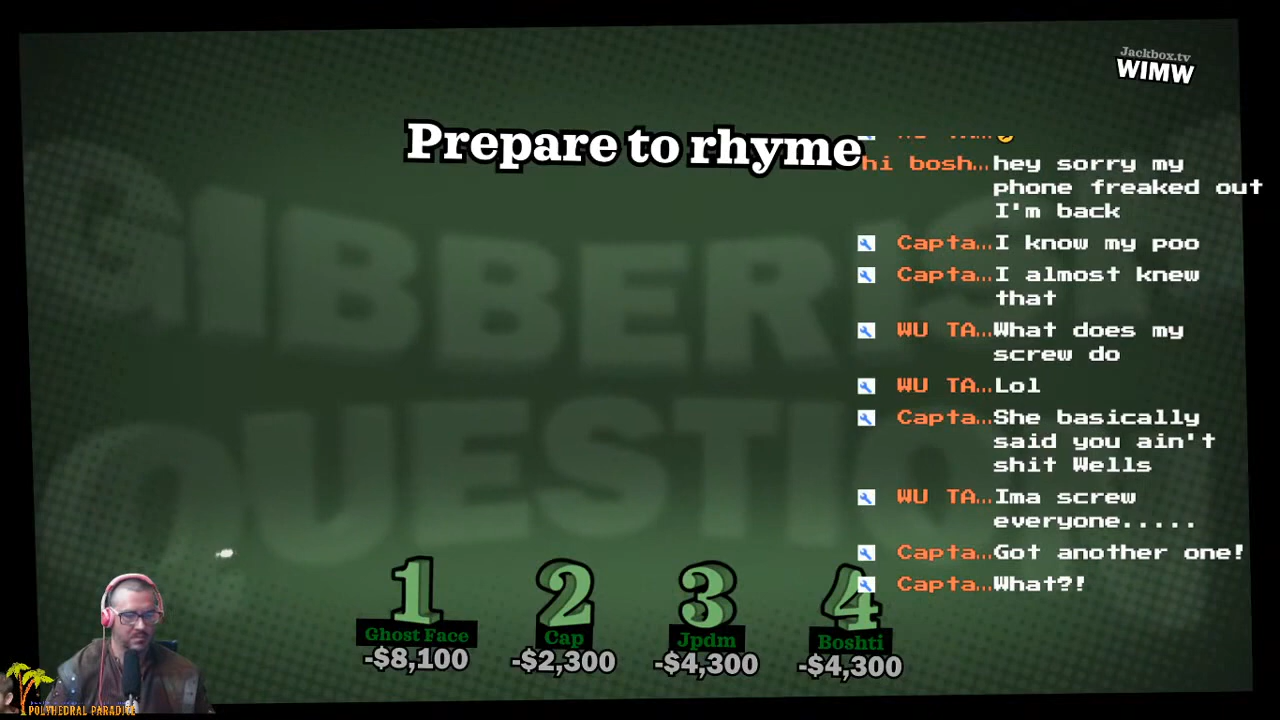 Jackbox.tv
WIMW
Prepare to rhyme
GIBBERISH
QUESTION
hi bosh… hey sorry my
phone freaked out
I'm back
Capta… I know my poo
Capta… I almost knew
that
WU TA… What does my
screw do
WU TA… Lol
Capta… She basically
said you ain't
shit Wells
WU TA… Ima screw
everyone.....
Capta… Got another one!
Capta… What?!
1 2 3 4
Ghost Face Cap Jpdm Boshti
-$8,100 -$2,300 -$4,300 -$4,300
POLYHEDRAL PARADICE